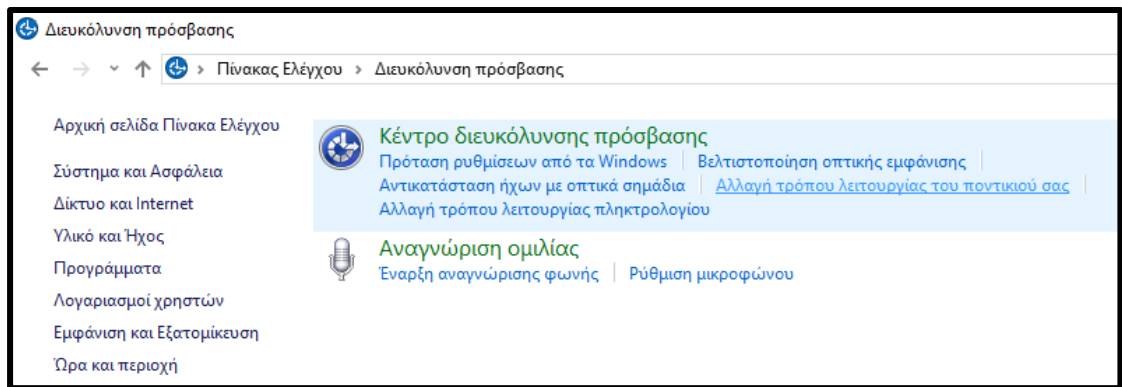 Διευκόλυνση πρόσβασης
Πίνακας Ελέγχου › Διευκόλυνση πρόσβασης
Αρχική σελίδα Πίνακα Ελέγχου
Σύστημα και Ασφάλεια
Δίκτυο και Internet
Υλικό και Ήχος
Προγράμματα
Λογαριασμοί χρηστών
Εμφάνιση και Εξατομίκευση
Ώρα και περιοχή
Κέντρο διευκόλυνσης πρόσβασης
Πρόταση ρυθμίσεων από τα Windows | Βελτιστοποίηση οπτικής εμφάνισης
Αντικατάσταση ήχων με οπτικά σημάδια | Αλλαγή τρόπου λειτουργίας του ποντικιού σας
Αλλαγή τρόπου λειτουργίας πληκτρολογίου
Αναγνώριση ομιλίας
Έναρξη αναγνώρισης φωνής | Ρύθμιση μικροφώνου